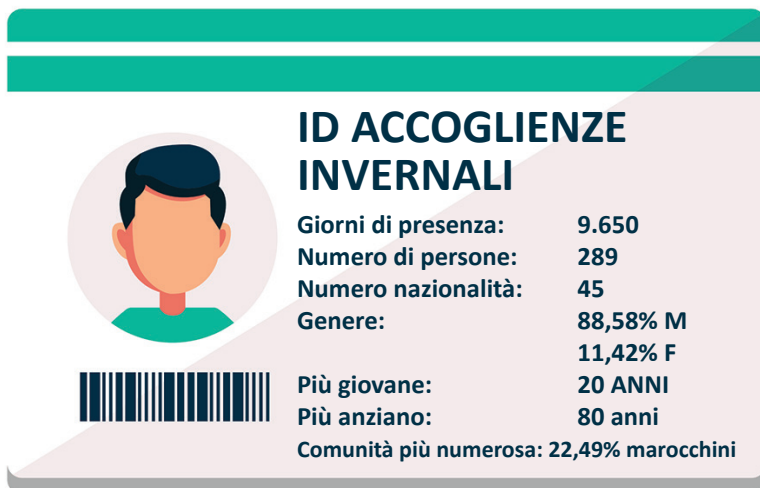 ID ACCOGLIENZE
INVERNALI
Giorni di presenza: 9.650
Numero di persone: 289
Numero nazionalità: 45
Genere: 88,58% M
11,42% F
Più giovane: 20 ANNI
Più anziano: 80 anni
Comunità più numerosa: 22,49% marocchini